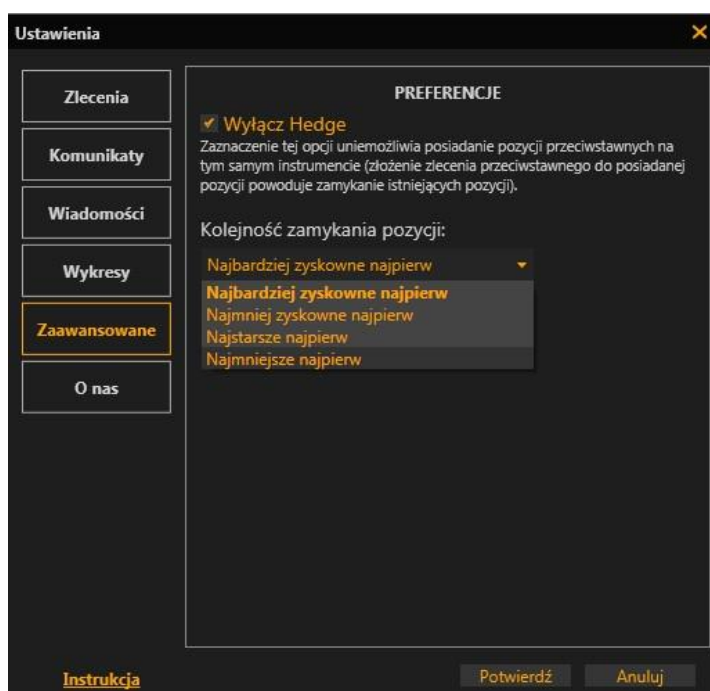 Ustawienia
Zlecenia
Komunikaty
Wiadomości
Wykresy
Zaawansowane
O nas
PREFERENCJE
Wyłącz Hedge
Zaznaczenie tej opcji uniemożliwia posiadanie pozycji przeciwstawnych na
tym samym instrumencie (złożenie zlecenia przeciwstawnego do posiadanej
pozycji powoduje zamykanie istniejących pozycji).
Kolejność zamykania pozycji:
Najbardziej zyskowne najpierw
Najbardziej zyskowne najpierw
Najmniej zyskowne najpierw
Najstarsze najpierw
Najmniejsze najpierw
Instrukcja
Potwierdź
Anuluj